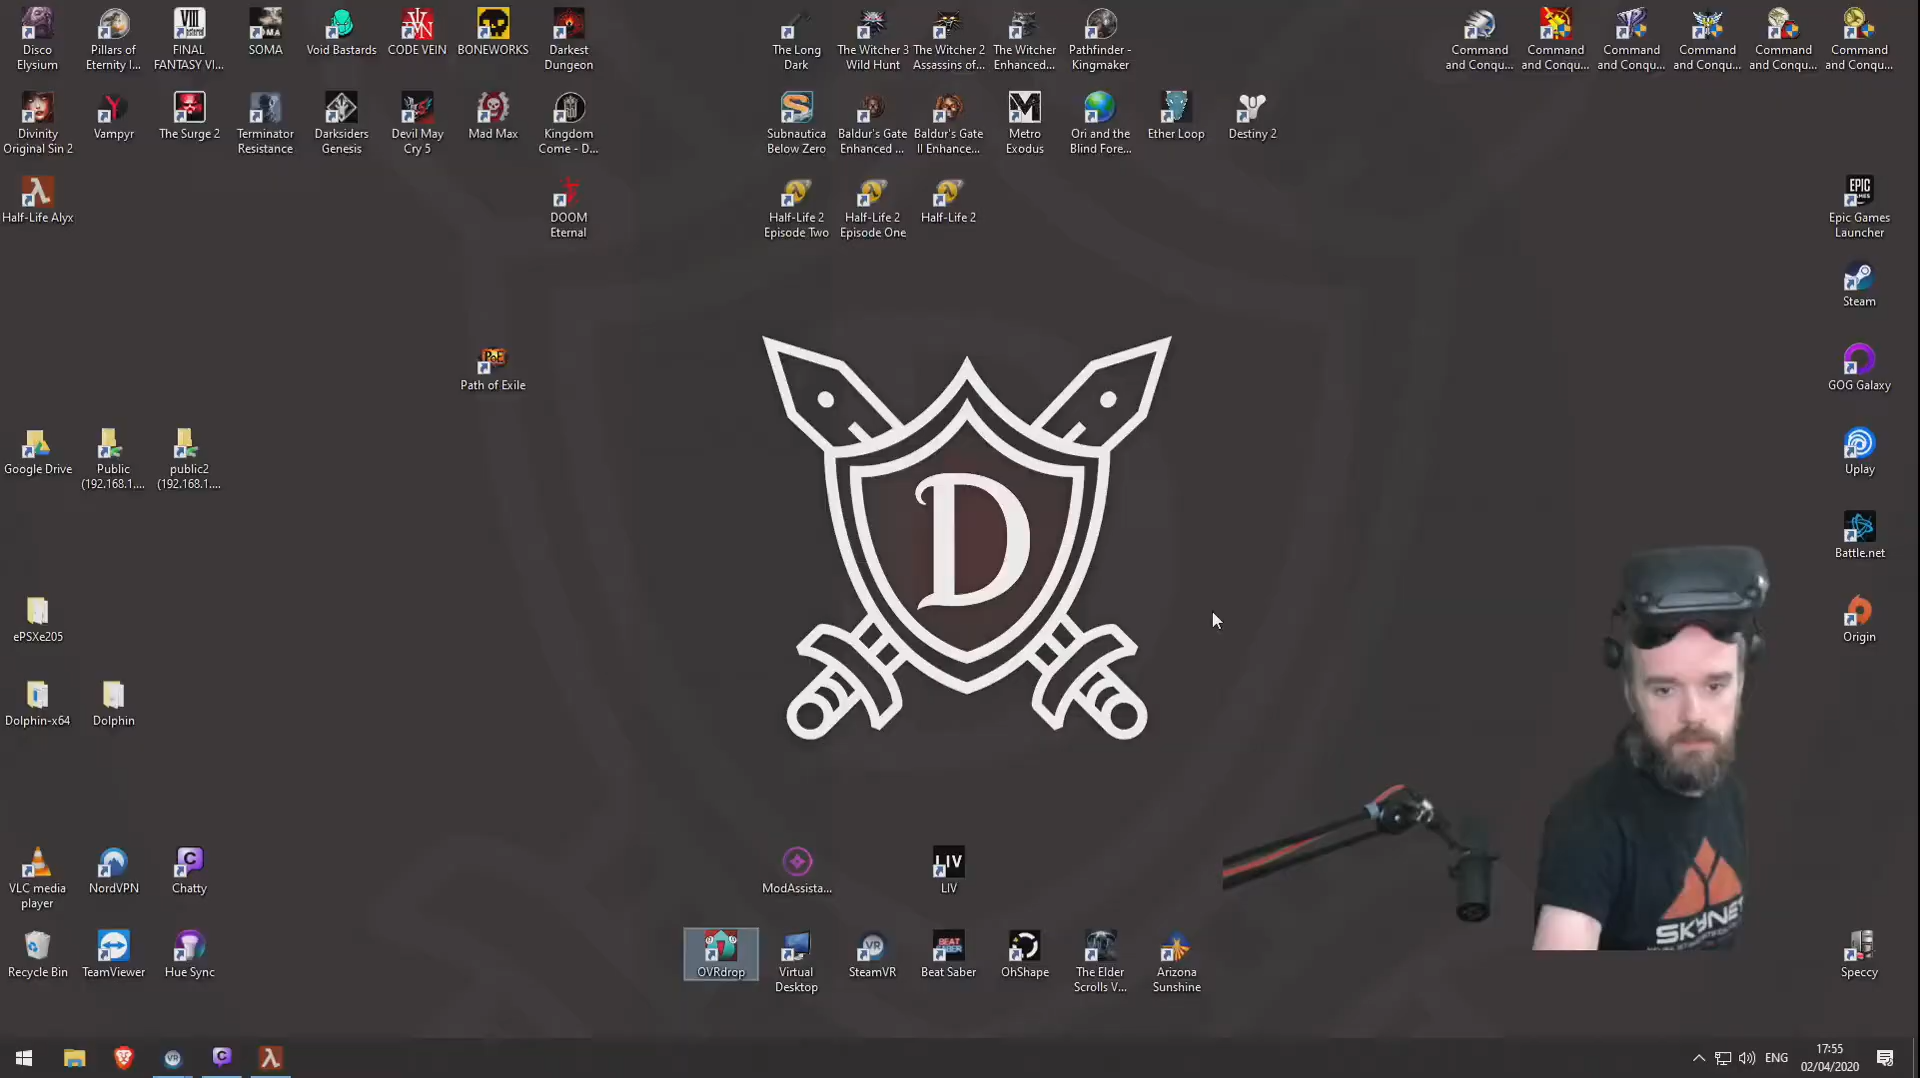 Disco
Elysium
Pillars of
Eternity I...
FINAL
FANTASY VI...
SOMA
Void Bastards
CODE VEIN
BONEWORKS
Darkest
Dungeon
The Long
Dark
The Witcher 3
Wild Hunt
The Witcher 2
Assassins of...
The Witcher
Enhanced...
Pathfinder -
Kingmaker
Command
and Conqu...
Command
and Conqu...
Command
and Conqu...
Command
and Conqu...
Command
and Conqu...
Command
and Conqu...
Divinity
Original Sin 2
Vampyr
The Surge 2
Terminator
Resistance
Darksiders
Genesis
Devil May
Cry 5
Mad Max
Kingdom
Come - D...
Subnautica
Below Zero
Baldur's Gate
Enhanced ...
Baldur's Gate
II Enhance...
Metro
Exodus
Ori and the
Blind Fore...
Ether Loop
Destiny 2
Half-Life Alyx
DOOM
Eternal
Half-Life 2
Episode Two
Half-Life 2
Episode One
Half-Life 2
EPIC
GAMES
Epic Games
Launcher
Steam
PoE
Path of Exile
GOG Galaxy
Google Drive
Public
(192.168.1....
public2
(192.168.1....
Uplay
D
Battle.net
ePSXe205
Origin
Dolphin-x64
Dolphin
VLC media
player
NordVPN
Chatty
ModAssista...
LIV
LIV
SKYNET
Recycle Bin
TeamViewer
Hue Sync
OVRdrop
Virtual
Desktop
SteamVR
BEAT
SABER
Beat Saber
OhShape
The Elder
Scrolls V...
Arizona
Sunshine
Speccy
ENG
17:55
02/04/2020